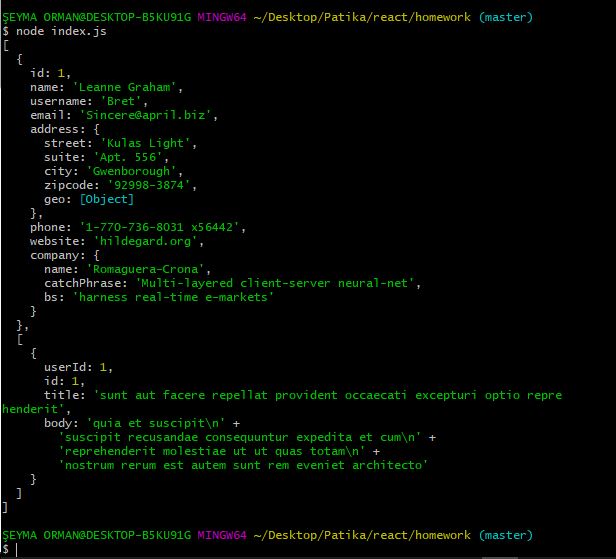 ŞEYMA ORMAN@DESKTOP-B5KU91G MINGW64 ~/Desktop/Patika/react/homework (master)
$ node index.js
[
  {
    id: 1,
    name: 'Leanne Graham',
    username: 'Bret',
    email: 'Sincere@april.biz',
    address: {
      street: 'Kulas Light',
      suite: 'Apt. 556',
      city: 'Gwenborough',
      zipcode: '92998-3874',
      geo: [Object]
    },
    phone: '1-770-736-8031 x56442',
    website: 'hildegard.org',
    company: {
      name: 'Romaguera-Crona',
      catchPhrase: 'Multi-layered client-server neural-net',
      bs: 'harness real-time e-markets'
    }
  },
  [
    {
      userId: 1,
      id: 1,
      title: 'sunt aut facere repellat provident occaecati excepturi optio repre
henderit',
      body: 'quia et suscipit\n' +
        'suscipit recusandae consequuntur expedita et cum\n' +
        'reprehenderit molestiae ut ut quas totam\n' +
        'nostrum rerum est autem sunt rem eveniet architecto'
    }
  ]
]
ŞEYMA ORMAN@DESKTOP-B5KU91G MINGW64 ~/Desktop/Patika/react/homework (master)
$